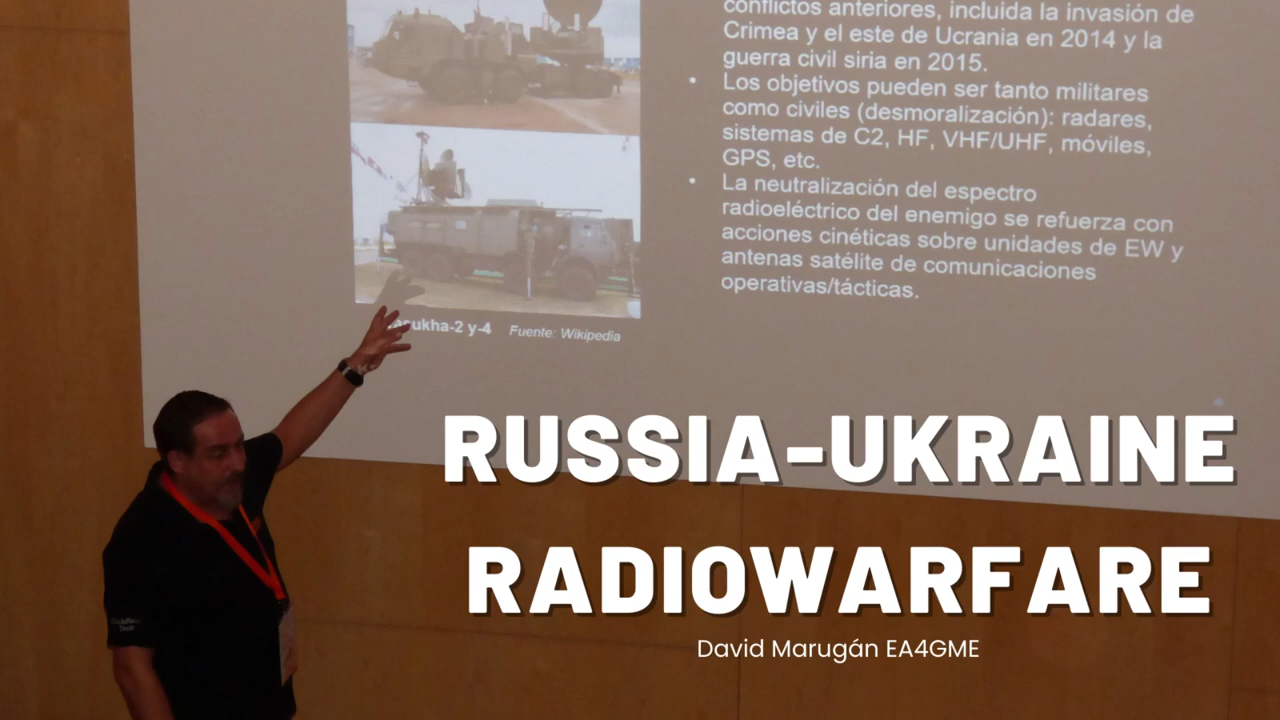 conflictos anteriores, incluida la invasión de
Crimea y el este de Ucrania en 2014 y la
guerra civil siria en 2015.
• Los objetivos pueden ser tanto militares
como civiles (desmoralización): radares,
sistemas de C2, HF, VHF/UHF, móviles,
GPS, etc.
• La neutralización del espectro
radioeléctrico del enemigo se refuerza con
acciones cinéticas sobre unidades de EW y
antenas satélite de comunicaciones
operativas/tácticas.
y-4 Fuente: Wikipedia
RUSSIA-UKRAINE
RADIOWARFARE
David Marugán EA4GME